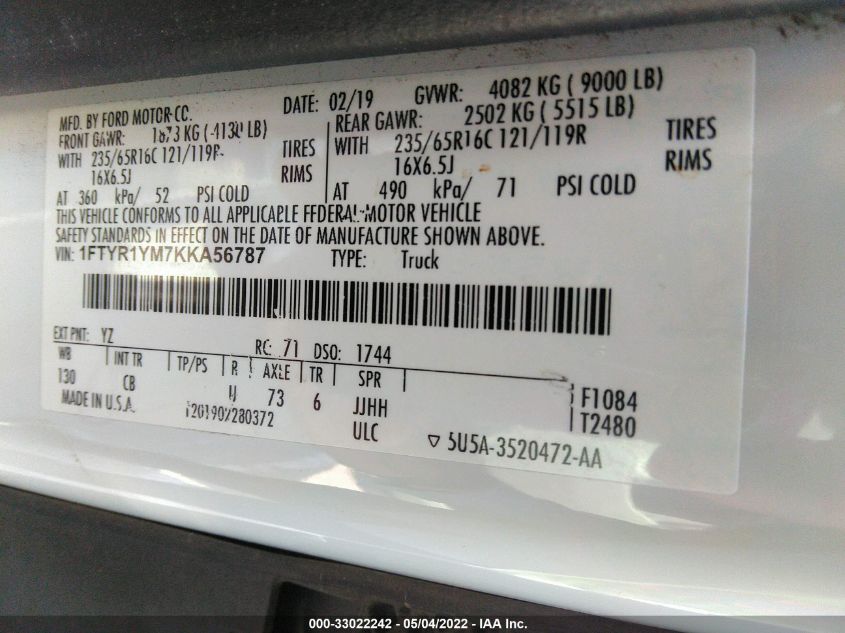 MFD. BY FORD MOTOR CO. DATE: 02/19 GVWR: 4082 KG ( 9000 LB)
FRONT GAWR: 1873 KG ( 4130 LB) REAR GAWR: 2502 KG ( 5515 LB)
WITH 235/65R16C 121/119R TIRES WITH 235/65R16C 121/119R TIRES
16X6.5J RIMS 16X6.5J RIMS
AT 360 kPa/ 52 PSI COLD AT 490 kPa/ 71 PSI COLD
THIS VEHICLE CONFORMS TO ALL APPLICABLE FEDERAL MOTOR VEHICLE
SAFETY STANDARDS IN EFFECT ON THE DATE OF MANUFACTURE SHOWN ABOVE.
VIN: 1FTYR1YM7KKA56787 TYPE: Truck
EXT PNT: YZ RC: 71 DSO: 1744
WB INT TR TP/PS R AXLE TR SPR
130 CB 73 6 JJHH F1084
MADE IN U.S.A. ULC T2480
5U5A-3520472-AA
000-33022242 - 05/04/2022 - IAA Inc.